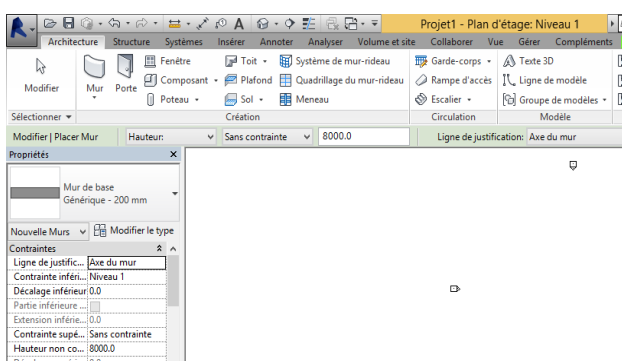 Projet1 - Plan d'étage: Niveau 1
Architecture Structure Systèmes Insérer Annoter Analyser Volume et site Collaborer Vue Gérer Compléments
Modifier Mur Porte Fenêtre Toit Système de mur-rideau Garde-corps Texte 3D
Composant Plafond Quadrillage du mur-rideau Rampe d'accès Ligne de modèle
Poteau Sol Meneau Escalier Groupe de modèles
Sélectionner Création Circulation Modèle
Modifier | Placer Mur Hauteur: Sans contrainte 8000.0 Ligne de justification: Axe du mur
Propriétés
Mur de base
Générique - 200 mm
Nouvelle Murs Modifier le type
Contraintes
Ligne de justific... Axe du mur
Contrainte inféri... Niveau 1
Décalage inférieur 0.0
Partie inférieure ...
Extension inférie... 0.0
Contrainte supé... Sans contrainte
Hauteur non co... 8000.0